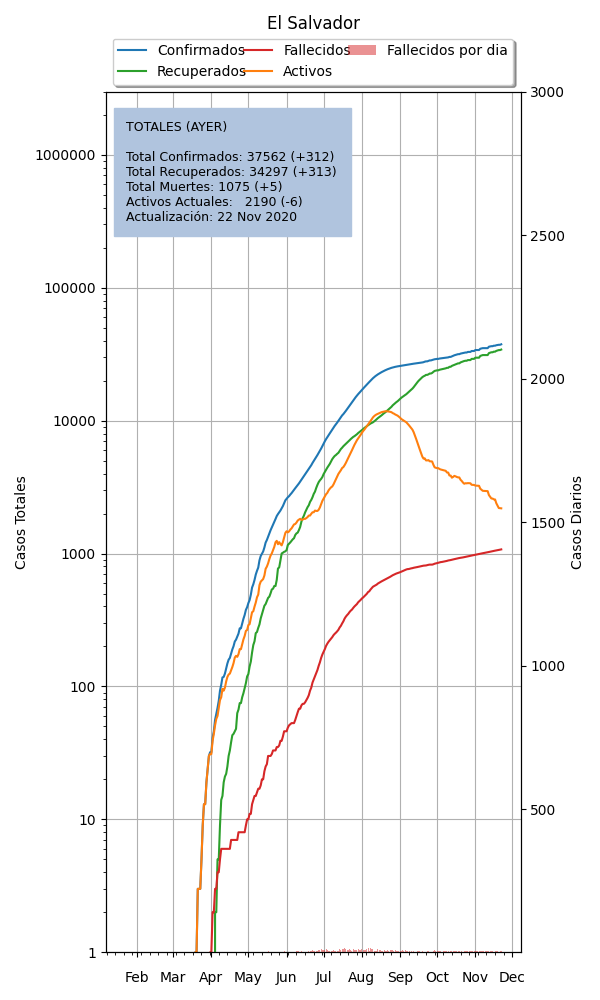 El Salvador
Confirmados
Recuperados
Fallecidos
Activos
Fallecidos por dia
TOTALES (AYER)
Total Confirmados: 37562 (+312)
Total Recuperados: 34297 (+313)
Total Muertes: 1075 (+5)
Activos Actuales: 2190 (-6)
Actualización: 22 Nov 2020
Casos Totales
1000000
100000
10000
1000
100
10
1
3000
2500
2000
1500
1000
500
Casos Diarios
Feb Mar Apr May Jun Jul Aug Sep Oct Nov Dec